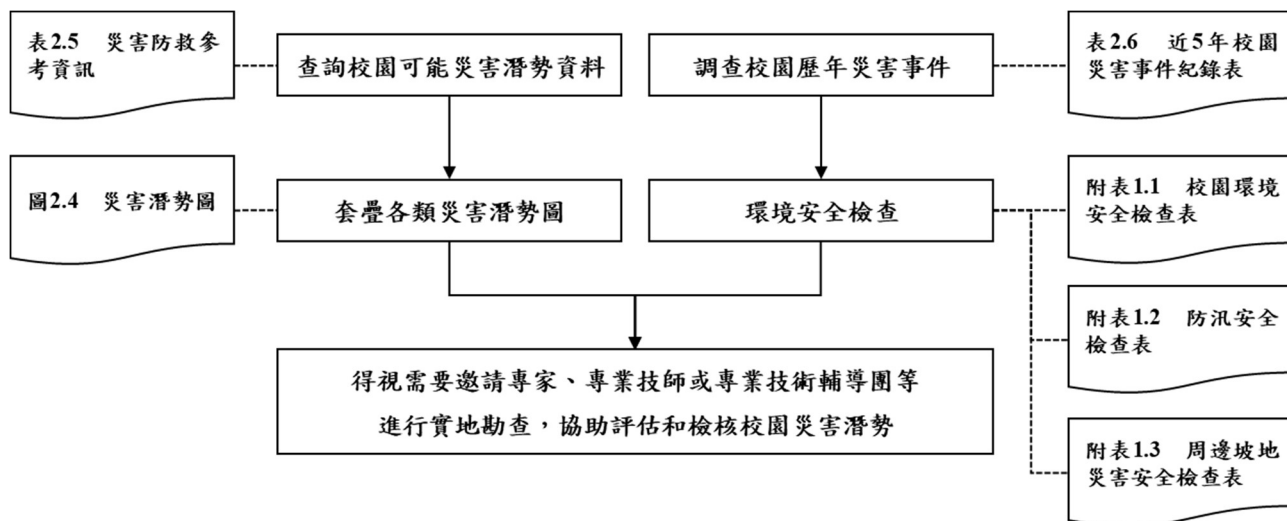 表2.5 災害防救參
考資訊
查詢校園可能災害潛勢資料
調查校園歷年災害事件
表2.6 近5年校園
災害事件紀錄表
圖2.4 災害潛勢圖
套疊各類災害潛勢圖
環境安全檢查
附表1.1 校園環境
安全檢查表
附表1.2 防汛安全
檢查表
得視需要邀請專家、專業技師或專業技術輔導團等
進行實地勘查，協助評估和檢核校園災害潛勢
附表1.3 周邊坡地
災害安全檢查表